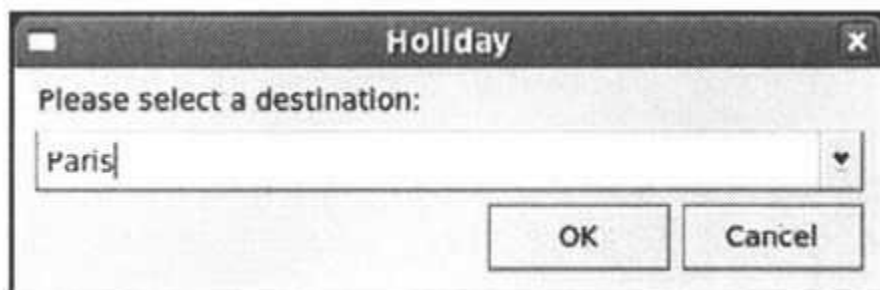 Holiday
Please select a destination:
Paris
OK
Cancel